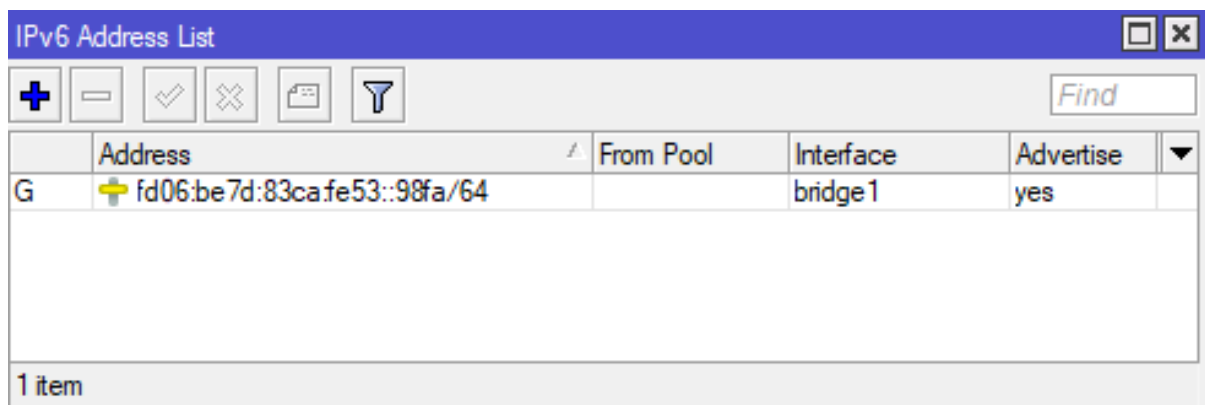 IPv6 Address List
Find
Address From Pool Interface Advertise
G fd06:be7d:83ca:fe53::98fa/64 bridge1 yes
1 item